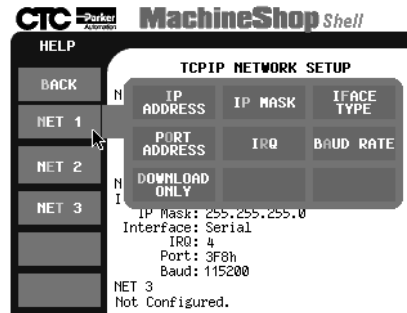 CTC Parker Automation MachineShop Shell
HELP
TCPIP NETWORK SETUP
BACK
N
IP ADDRESS
IP MASK
IFACE TYPE
NET 1
PORT ADDRESS
IRQ
BAUD RATE
NET 2
N
DOWNLOAD ONLY
I
NET 3
IP Mask: 255.255.255.0
Interface: Serial
IRQ: 4
Port: 3F8h
Baud: 115200
NET 3
Not Configured.